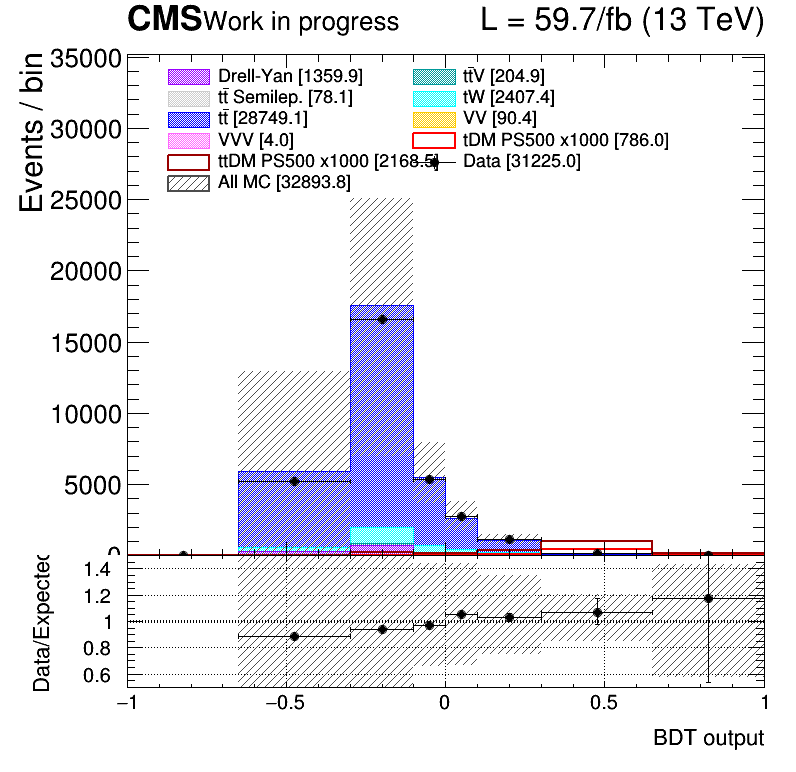 CMS Work in progress L = 59.7/fb (13 TeV)
Events / bin
35000
30000
25000
20000
15000
10000
5000
0
Drell-Yan [1359.9]
tt̄V [204.9]
tt̄ Semilep. [78.1]
tW [2407.4]
tt̄ [28749.1]
VV [90.4]
VVV [4.0]
tDM PS500 x1000 [786.0]
ttDM PS500 x1000 [2168.5]
Data [31225.0]
All MC [32893.8]
Data/Expected
1.4
1.2
1
0.8
0.6
−1 −0.5 0 0.5 1
BDT output